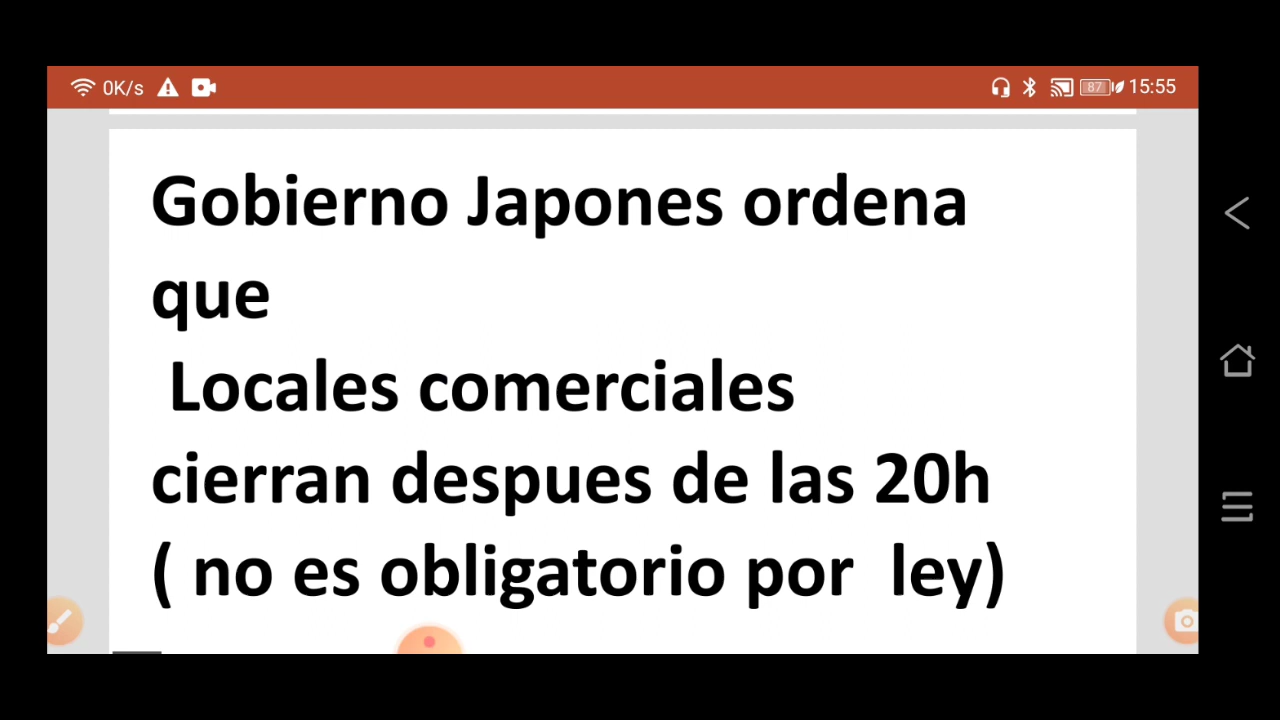 0K/s 87 15:55
Gobierno Japones ordena
que
Locales comerciales
cierran despues de las 20h
( no es obligatorio por ley)